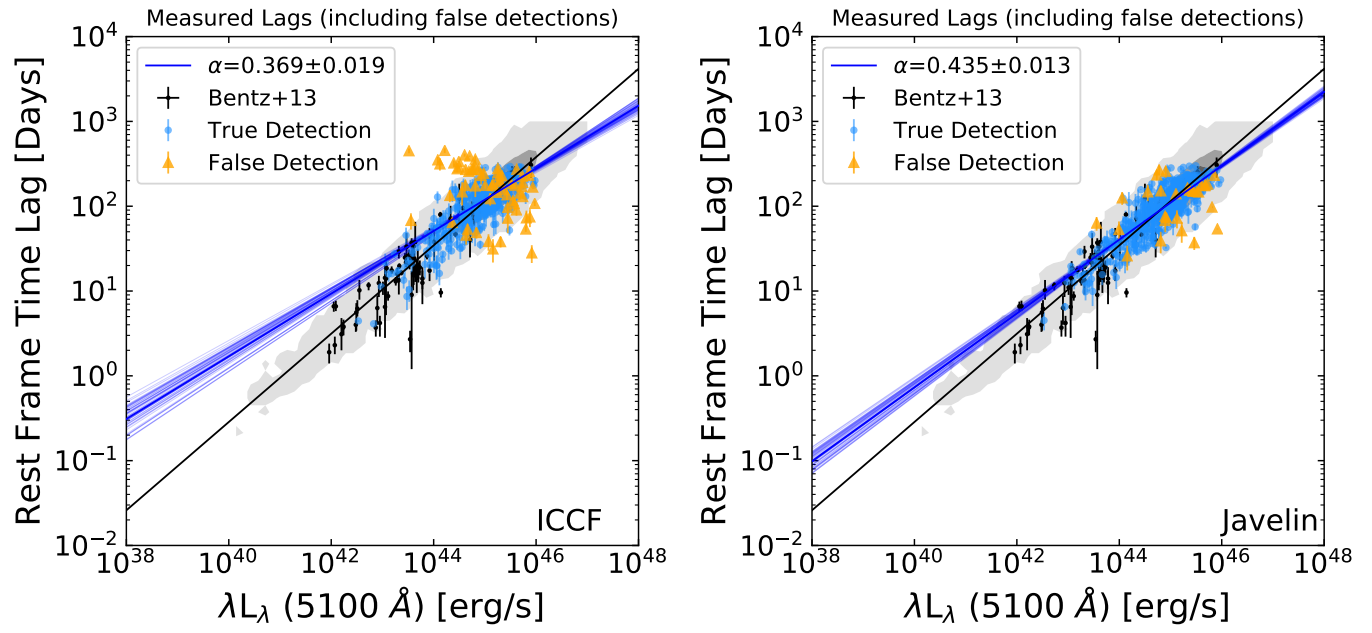 Measured Lags (including false detections)
Rest Frame Time Lag [Days]
10^4
10^3
10^2
10^1
10^0
10^−1
10^−2
α=0.369±0.019
Bentz+13
True Detection
False Detection
ICCF
10^38 10^40 10^42 10^44 10^46 10^48
λL_λ (5100 Å) [erg/s]
Measured Lags (including false detections)
Rest Frame Time Lag [Days]
10^4
10^3
10^2
10^1
10^0
10^−1
10^−2
α=0.435±0.013
Bentz+13
True Detection
False Detection
Javelin
10^38 10^40 10^42 10^44 10^46 10^48
λL_λ (5100 Å) [erg/s]